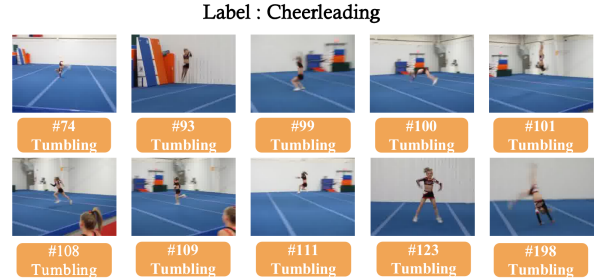 Label : Cheerleading
#74
Tumbling
#93
Tumbling
#99
Tumbling
#100
Tumbling
#101
Tumbling
#108
Tumbling
#109
Tumbling
#111
Tumbling
#123
Tumbling
#198
Tumbling